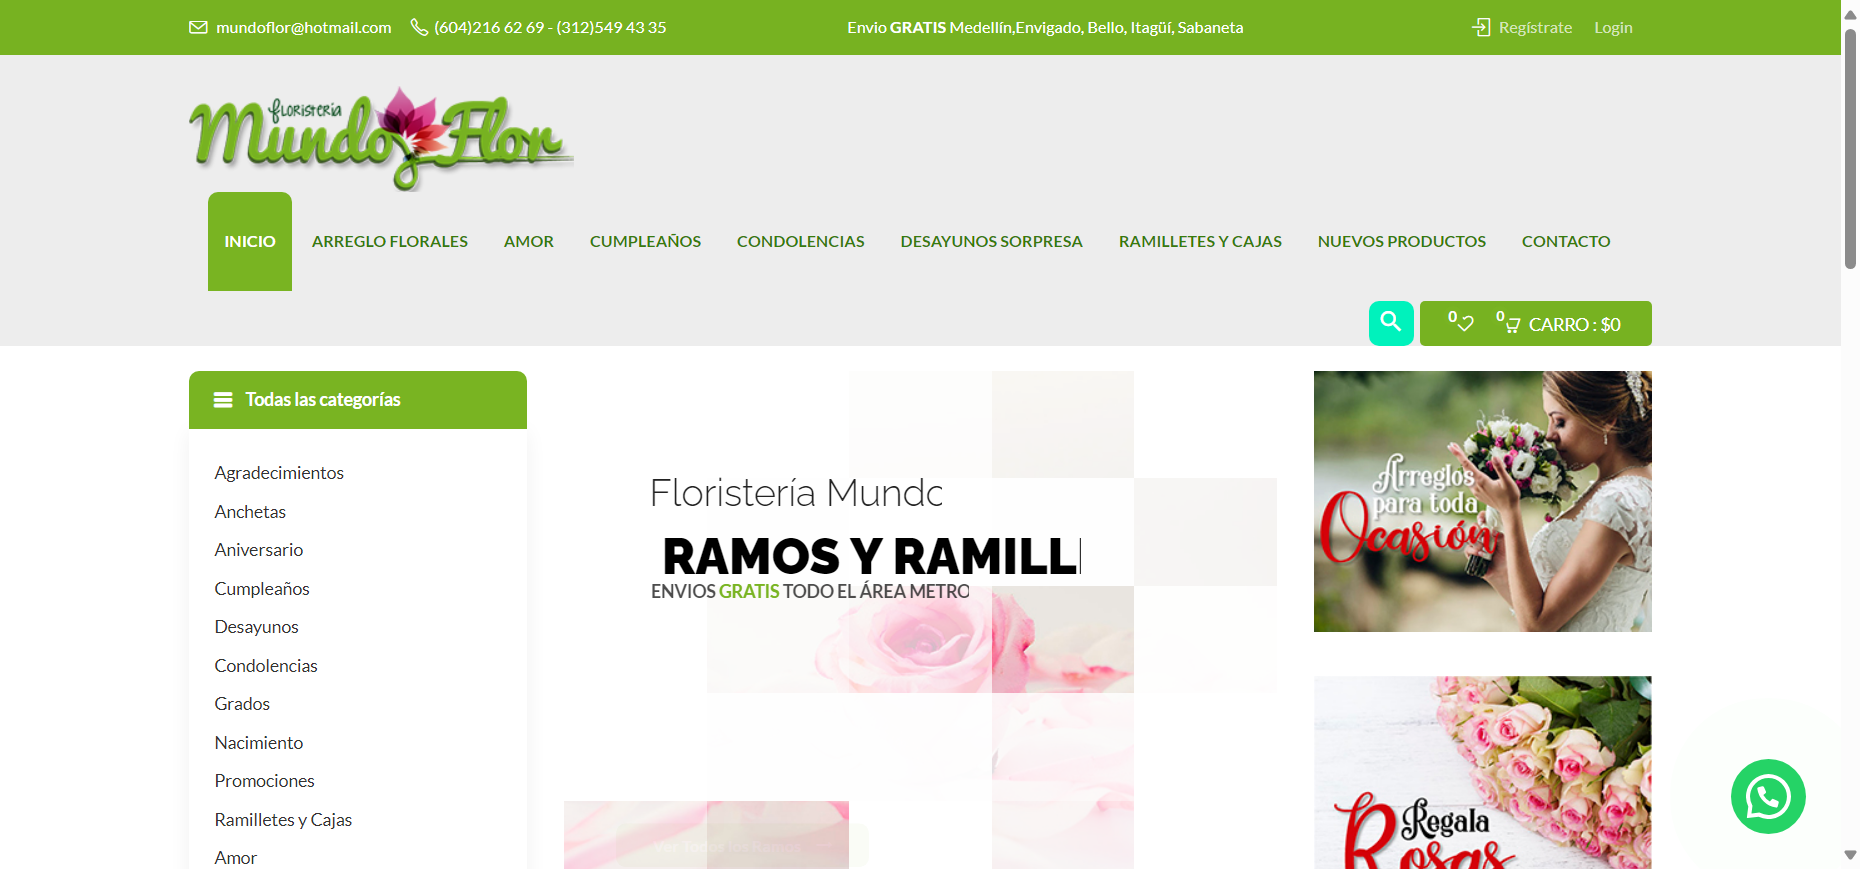 mundoflor@hotmail.com
(604)216 62 69 - (312)549 43 35
Envio GRATIS Medellín,Envigado, Bello, Itagüí, Sabaneta
Regístrate
Login
FLORISTERIA
Mundo Flor
INICIO
ARREGLO FLORALES
AMOR
CUMPLEAÑOS
CONDOLENCIAS
DESAYUNOS SORPRESA
RAMILLETES Y CAJAS
NUEVOS PRODUCTOS
CONTACTO
0
0
CARRO : $0
Todas las categorías
Agradecimientos
Anchetas
Aniversario
Cumpleaños
Desayunos
Condolencias
Grados
Nacimiento
Promociones
Ramilletes y Cajas
Amor
Floristería Mundo
RAMOS Y RAMILL
ENVIOS GRATIS TODO EL ÁREA METRO
Ver Todos los Ramos
Arreglos
para toda
Ocasión
Regala
Rosas